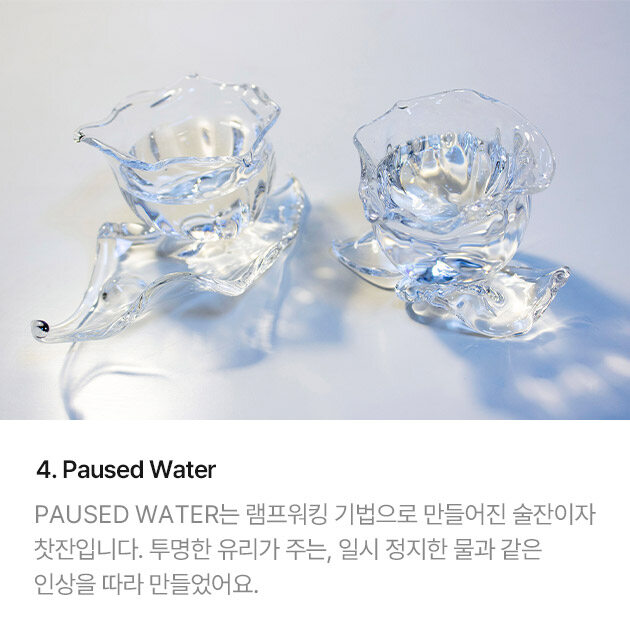 4. Paused Water
PAUSED WATER는 램프워킹 기법으로 만들어진 술잔이자
찻잔입니다. 투명한 유리가 주는, 일시 정지한 물과 같은
인상을 따라 만들었어요.